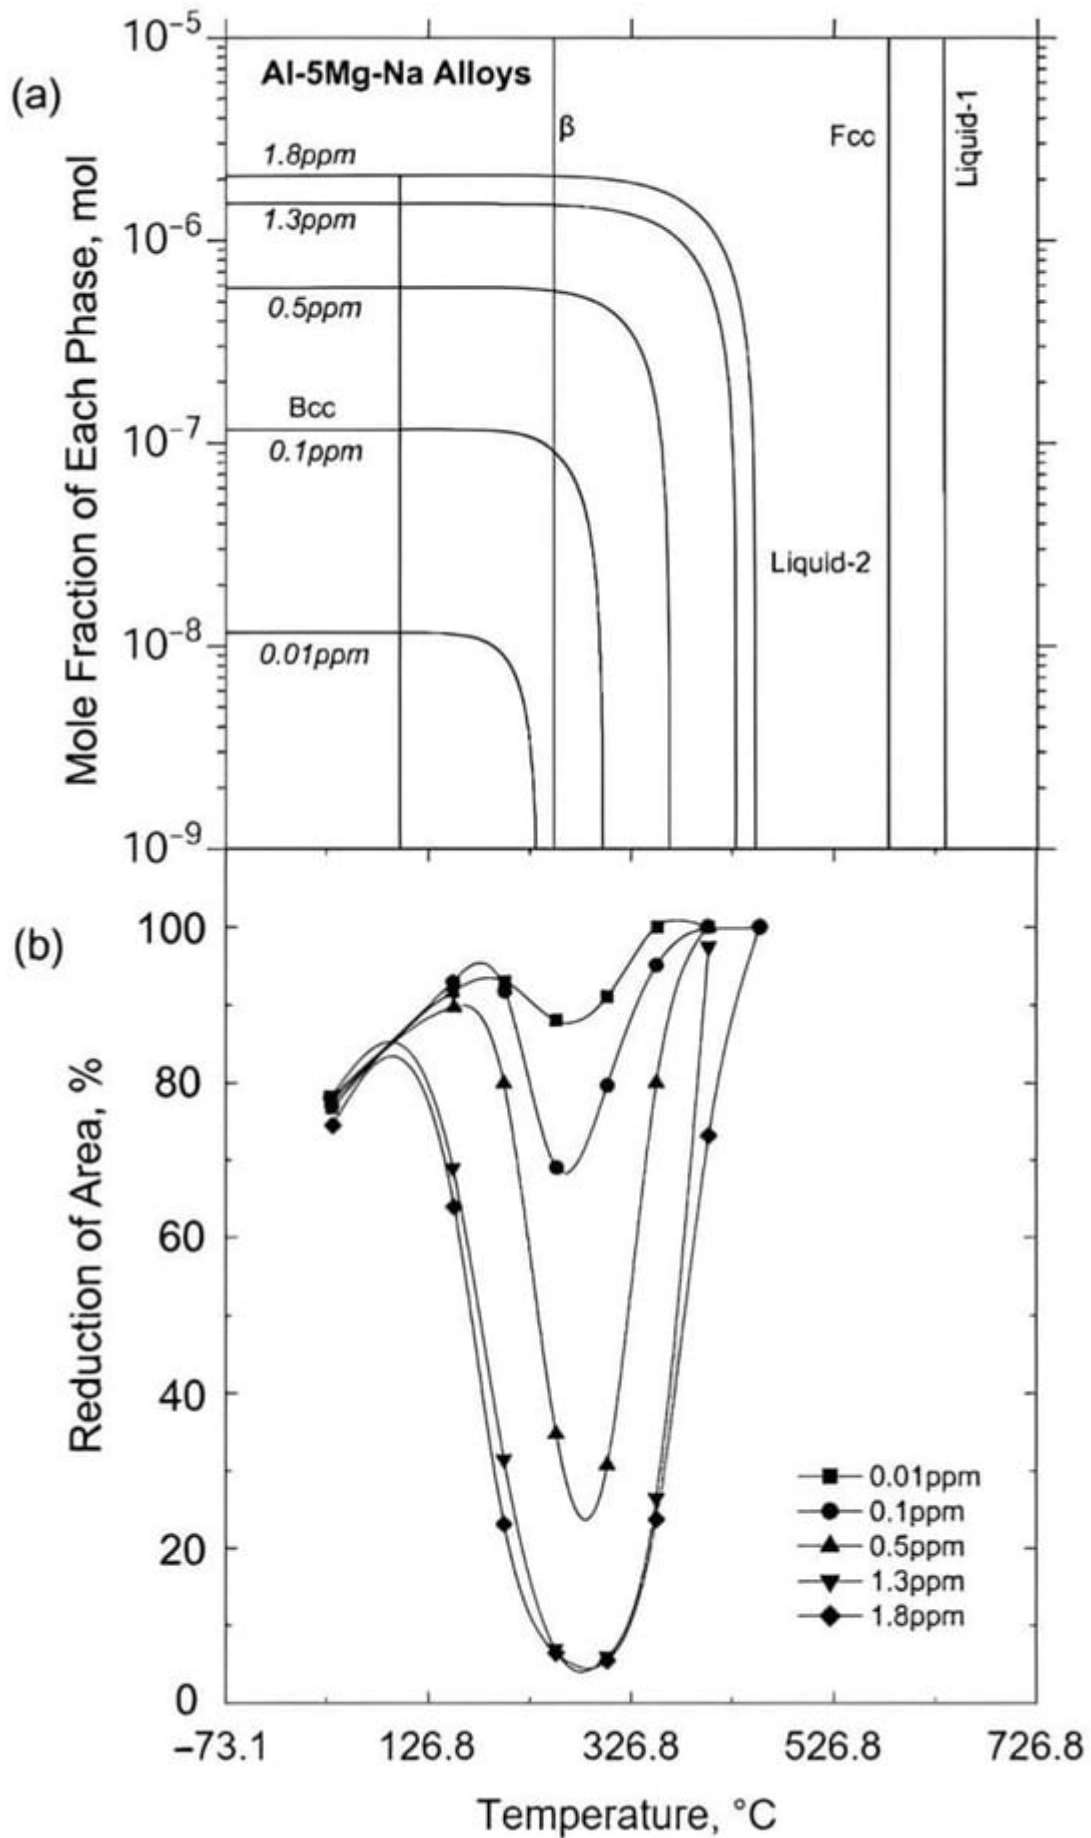 (a)
Mole Fraction of Each Phase, mol
10⁻⁵
10⁻⁶
10⁻⁷
10⁻⁸
10⁻⁹
Al-5Mg-Na Alloys
β
Fcc
Liquid-1
1.8ppm
1.3ppm
0.5ppm
Bcc
0.1ppm
Liquid-2
0.01ppm
(b)
Reduction of Area, %
100
80
60
40
20
0
0.01ppm
0.1ppm
0.5ppm
1.3ppm
1.8ppm
−73.1 126.8 326.8 526.8 726.8
Temperature, °C